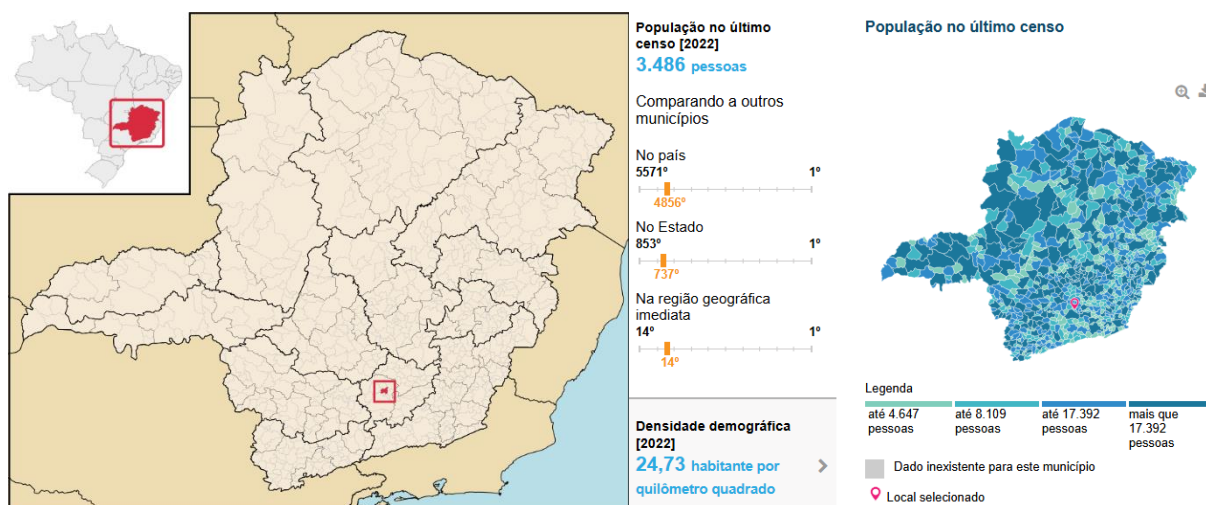 População no último
censo [2022]
3.486 pessoas
Comparando a outros
municípios
No país
5571º 1º
4856º
No Estado
853º 1º
737º
Na região geográfica
imediata
14º 1º
14º
Densidade demográfica
[2022]
24,73 habitante por
quilômetro quadrado
População no último censo
Legenda
até 4.647
pessoas
até 8.109
pessoas
até 17.392
pessoas
mais que
17.392
pessoas
Dado inexistente para este município
Local selecionado